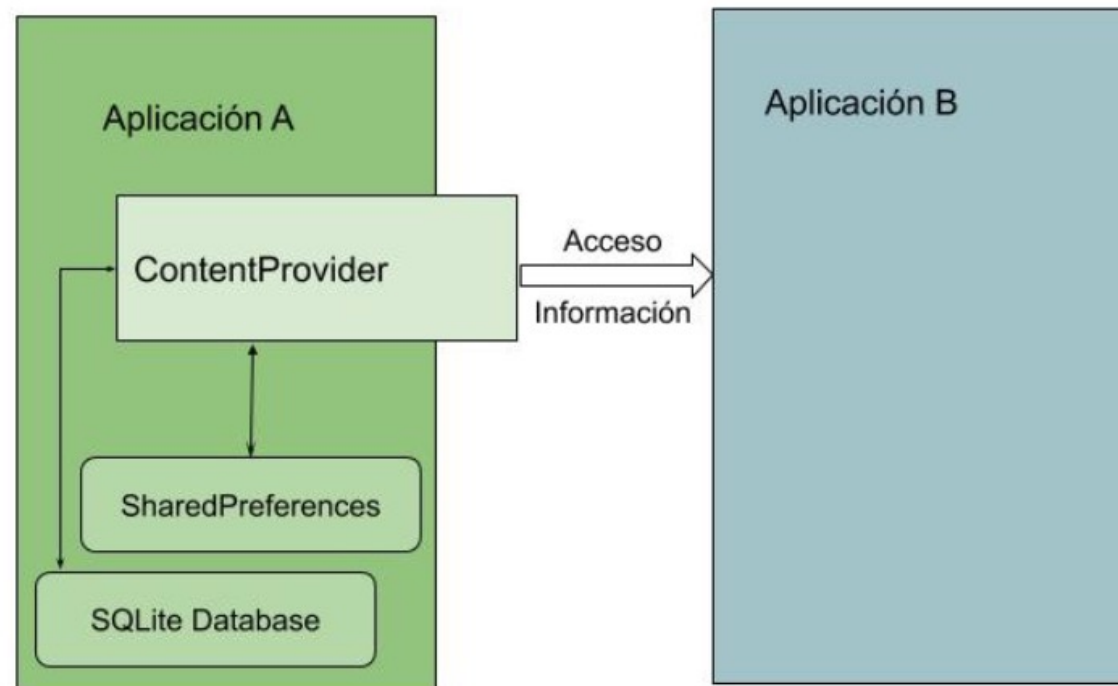 Aplicación A
Aplicación B
ContentProvider
Acceso
Información
SharedPreferences
SQLite Database